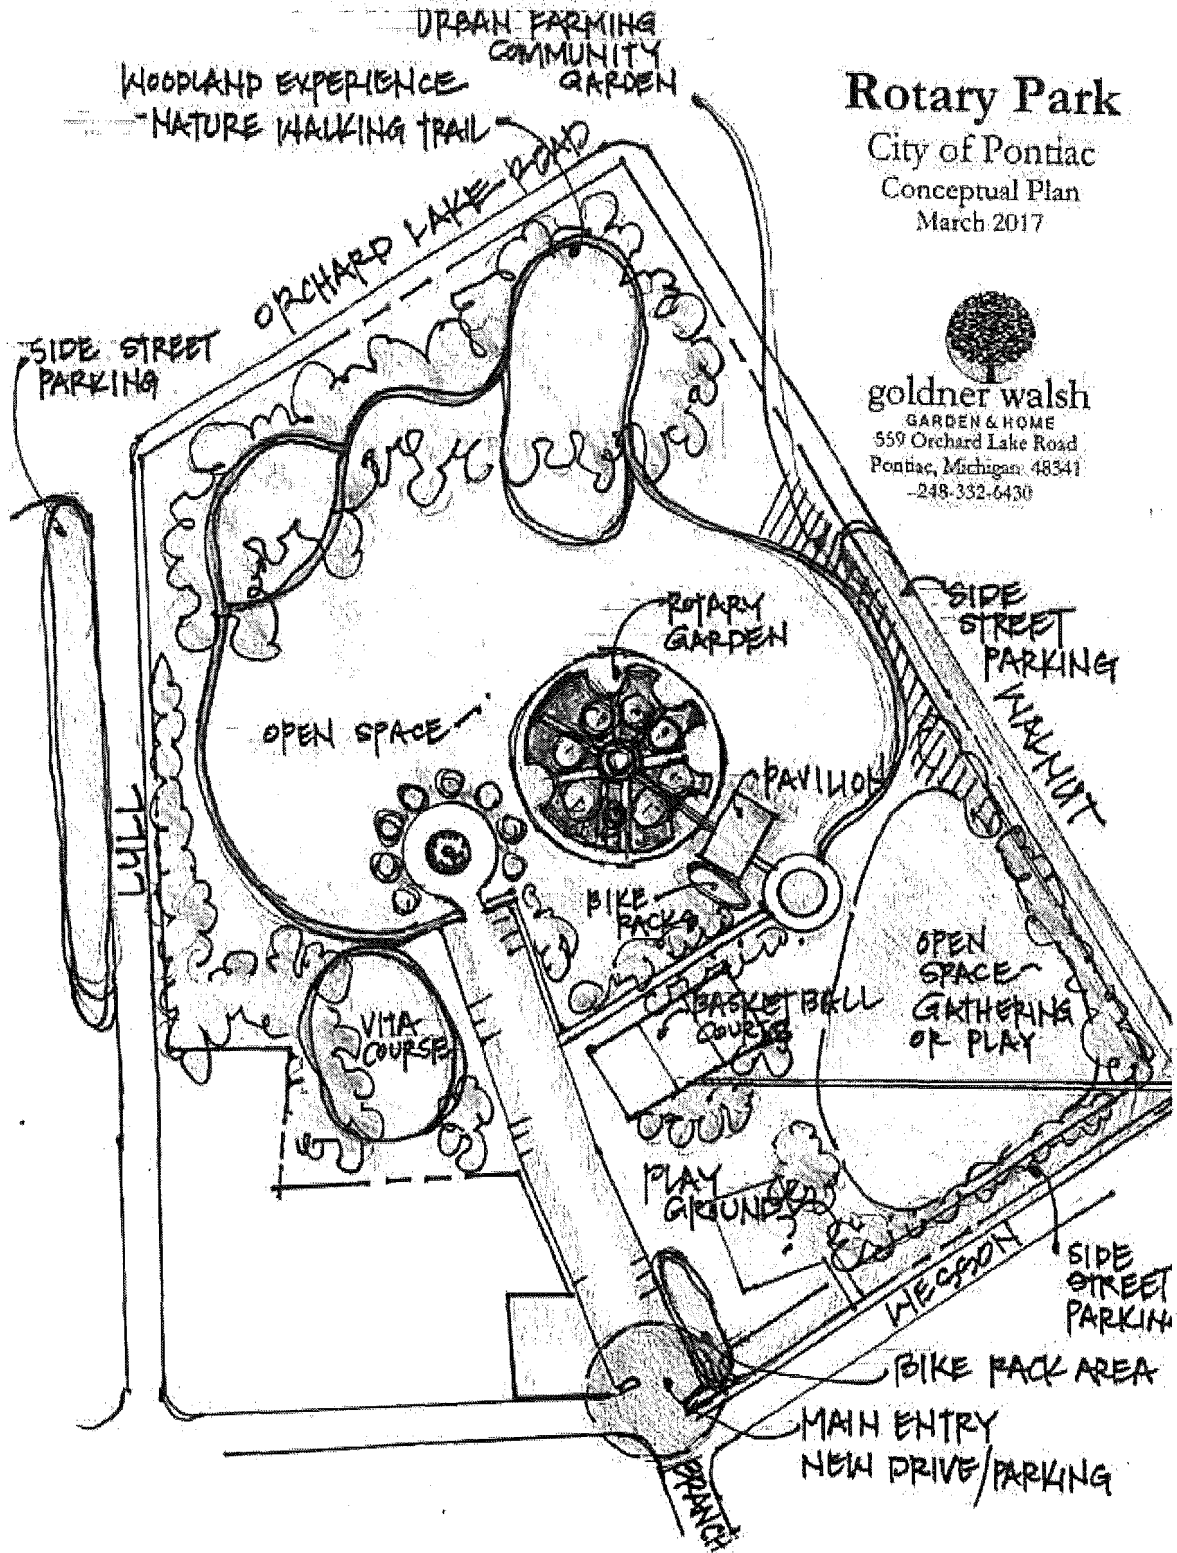 URBAN FARMING
COMMUNITY
GARDEN
WOODLAND EXPERIENCE
-NATURE WALKING TRAIL
Rotary Park
City of Pontiac
Conceptual Plan
March 2017
ORCHARD LAKE ROAD
goldner walsh
GARDEN & HOME
559 Orchard Lake Road
Pontiac, Michigan 48341
248-332-6430
SIDE STREET
PARKING
SIDE
STREET
PARKING
WALNUT
ROTARY
GARDEN
OPEN SPACE
PAVILION
LYLL
BIKE
RACKS
OPEN
SPACE-
GATHERING
OR PLAY
BASKETBALL
COURTS
VITA
COURSE
PLAY
GROUND
WESSON
SIDE
STREET
PARKIN
BIKE RACK AREA
MAIN ENTRY
NEW DRIVE/PARKING
BRANCH